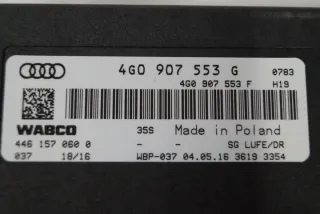 4G0 907 553 G 0783
4G0 907 553 F H19
WABCO 35S Made in Poland
446 157 060 0 - - SG LUFE/DR
037 18/16 WBP-037 04.05.16 3619 3354